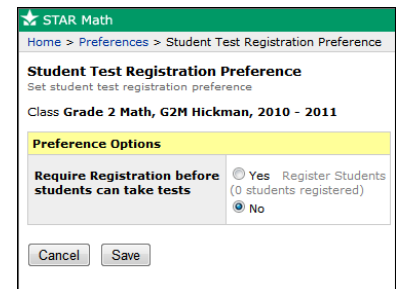 STAR Math
Home > Preferences > Student Test Registration Preference
Student Test Registration Preference
Set student test registration preference
Class Grade 2 Math, G2M Hickman, 2010 - 2011
Preference Options
Require Registration before students can take tests
Yes Register Students
(0 students registered)
No
Cancel Save